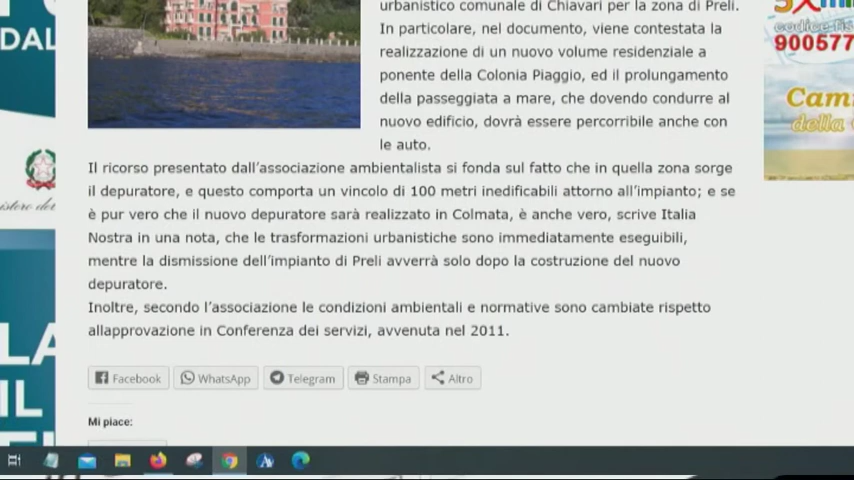 urbanistico comunale di Chiavari per la zona di Preli.
In particolare, nel documento, viene contestata la
realizzazione di un nuovo volume residenziale a
ponente della Colonia Piaggio, ed il prolungamento
della passeggiata a mare, che dovendo condurre al
nuovo edificio, dovrà essere percorribile anche con
le auto.
Il ricorso presentato dall'associazione ambientalista si fonda sul fatto che in quella zona sorge
il depuratore, e questo comporta un vincolo di 100 metri inedificabili attorno all'impianto; e se
è pur vero che il nuovo depuratore sarà realizzato in Colmata, è anche vero, scrive Italia
Nostra in una nota, che le trasformazioni urbanistiche sono immediatamente eseguibili,
mentre la dismissione dell'impianto di Preli avverrà solo dopo la costruzione del nuovo
depuratore.
Inoltre, secondo l'associazione le condizioni ambientali e normative sono cambiate rispetto
allapprovazione in Conferenza dei servizi, avvenuta nel 2011.
Facebook WhatsApp Telegram Stampa Altro
Mi piace:
DAL
LA
IL
5X
900577
della